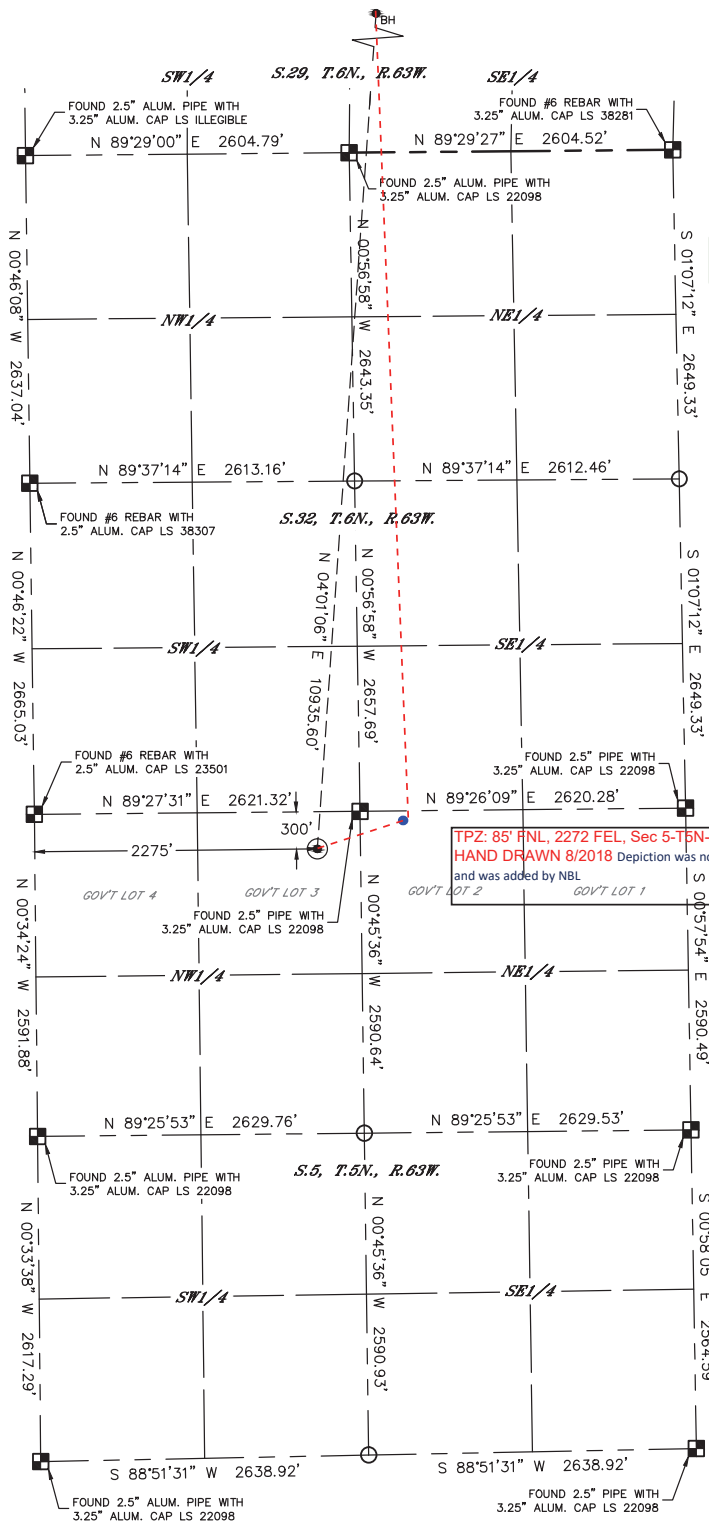 BH
SW1/4
S.29, T.6N., R.63W.
SE1/4
FOUND 2.5" ALUM. PIPE WITH
3.25" ALUM. CAP LS ILLEGIBLE
FOUND #6 REBAR WITH
3.25" ALUM. CAP LS 38281
N 89°29'00" E 2604.79'
N 89°29'27" E 2604.52'
FOUND 2.5" ALUM. PIPE WITH
3.25" ALUM. CAP LS 22098
N 00°46'08" W 2637.04'
N 00°56'58" W 2643.35'
S 01°07'12" E 2649.33'
NW1/4
NE1/4
N 89°37'14" E 2613.16'
N 89°37'14" E 2612.46'
FOUND #6 REBAR WITH
2.5" ALUM. CAP LS 38307
S.32, T.6N., R.63W.
N 00°46'22" W 2665.03'
N 04°01'06" E 10935.60'
N 00°56'58" W 2657.69'
S 01°07'12" E 2649.33'
SW1/4
SE1/4
FOUND #6 REBAR WITH
2.5" ALUM. CAP LS 23501
FOUND 2.5" PIPE WITH
3.25" ALUM. CAP LS 22098
N 89°27'31" E 2621.32'
N 89°26'09" E 2620.28'
300'
2275'
TPZ: 85' FNL, 2272 FEL, Sec 5-T5N-
HAND DRAWN 8/2018 Depiction was
and was added by NBL
GOV'T LOT 4
GOV'T LOT 3
GOV'T LOT 2
GOV'T LOT 1
FOUND 2.5" PIPE WITH
3.25" ALUM. CAP LS 22098
N 00°34'24" W 2591.88'
N 00°45'36" W 2590.64'
S 00°57'54" E 2590.49'
NW1/4
NE1/4
N 89°25'53" E 2629.76'
N 89°25'53" E 2629.53'
FOUND 2.5" ALUM. PIPE WITH
3.25" ALUM. CAP LS 22098
S.5, T.5N., R.63W.
FOUND 2.5" PIPE WITH
3.25" ALUM. CAP LS 22098
N 00°33'38" W 2617.29'
N 00°45'36" W 2590.93'
S 00°58'05" E 2564.59'
SW1/4
SE1/4
S 88°51'31" W 2638.92'
S 88°51'31" W 2638.92'
FOUND 2.5" ALUM. PIPE WITH
3.25" ALUM. CAP LS 22098
FOUND 2.5" PIPE WITH
3.25" ALUM. CAP LS 22098